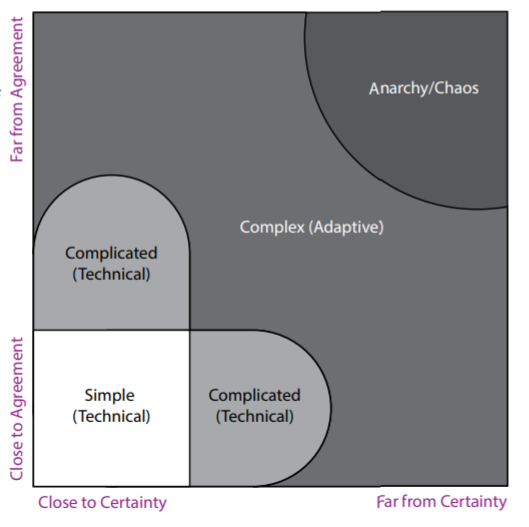 Far from Agreement
Anarchy/Chaos
Complex (Adaptive)
Complicated
(Technical)
Close to Agreement
Simple
(Technical)
Complicated
(Technical)
Close to Certainty
Far from Certainty